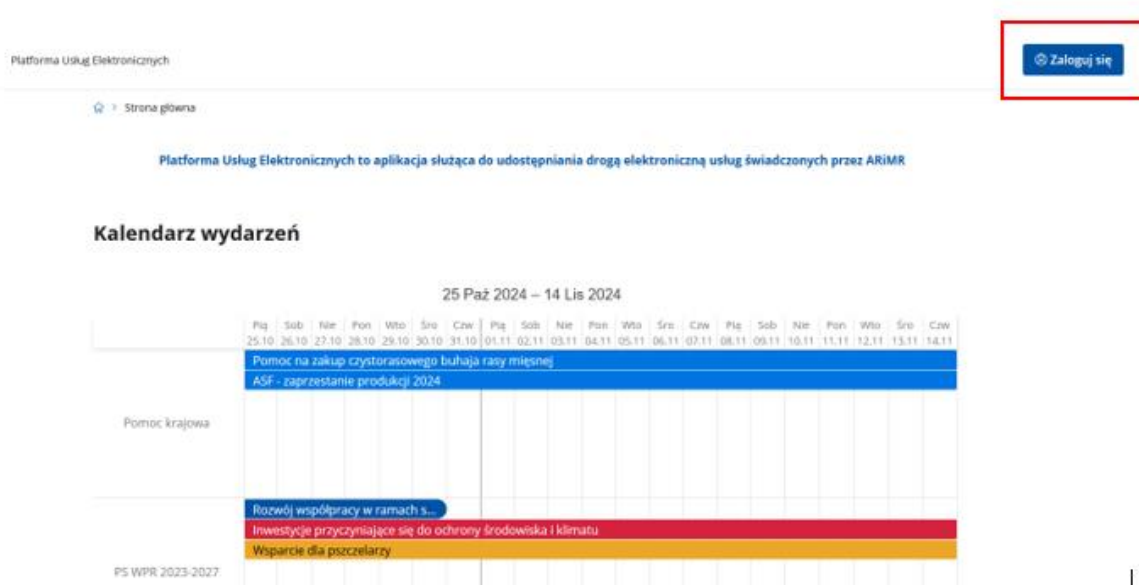 Platforma Usług Elektronicznych
Zaloguj się
Strona główna
Platforma Usług Elektronicznych to aplikacja służąca do udostępniania drogą elektroniczną usług świadczonych przez ARiMR
Kalendarz wydarzeń
25 Paź 2024 – 14 Lis 2024
Pią Sob Nie Pon Wto Śro Czw Pią Sob Nie Pon Wto Śro Czw Pią Sob Nie Pon Wto Śro Czw
25.10 26.10 27.10 28.10 29.10 30.10 31.10 01.11 02.11 03.11 04.11 05.11 06.11 07.11 08.11 09.11 10.11 11.11 12.11 13.11 14.11
Pomoc na zakup czystorasowego buhaja rasy mięsnej
ASF - zaprzestanie produkcji 2024
Pomoc krajowa
Rozwój współpracy w ramach s...
Inwestycje przyczyniające się do ochrony środowiska i klimatu
Wsparcie dla pszczelarzy
PS WPR 2023-2027